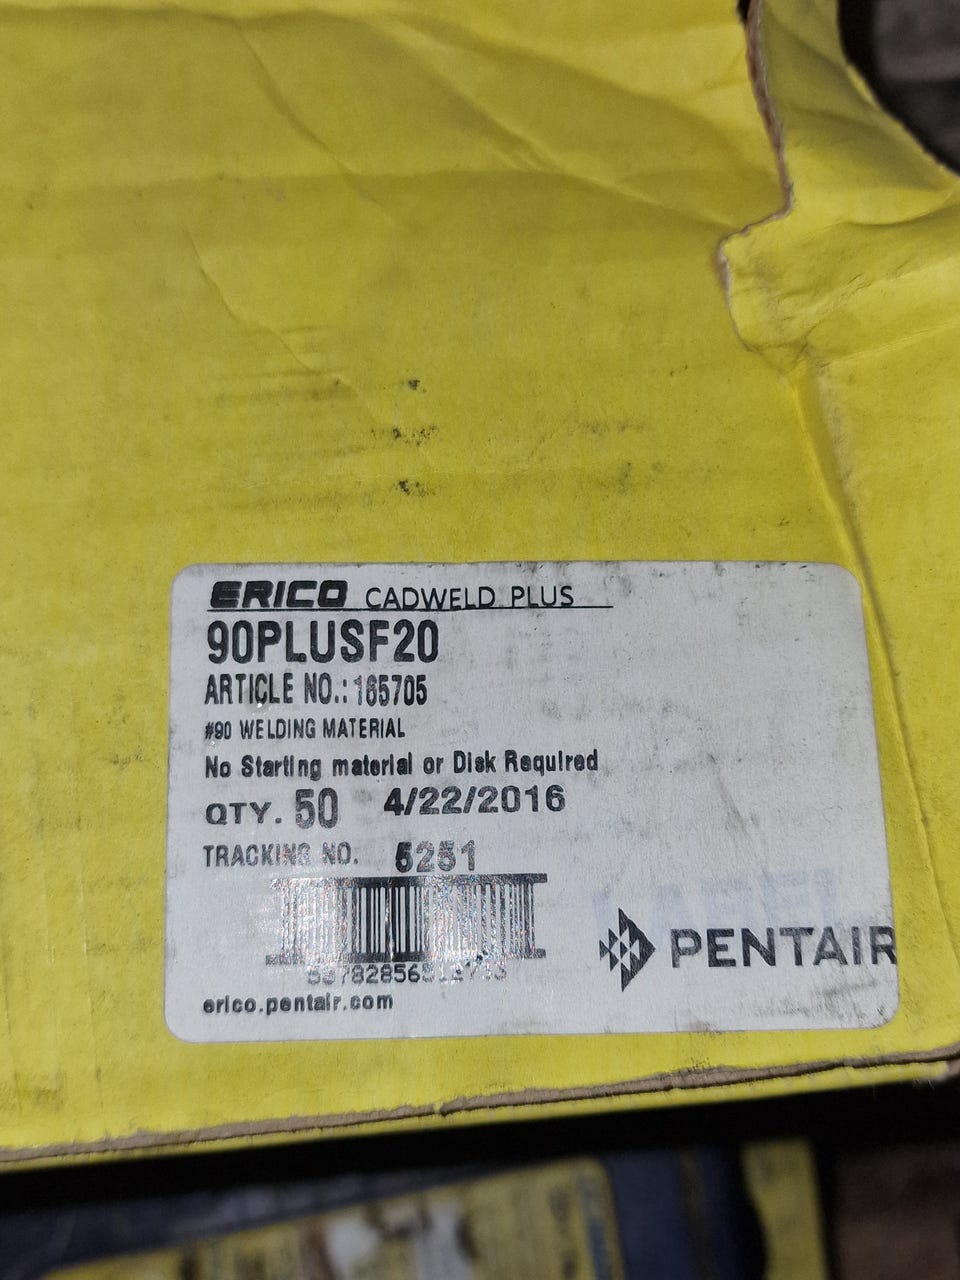 ERICO CADWELD PLUS
90PLUSF20
ARTICLE NO.:165705
#90 WELDING MATERIAL
No Starting material or Disk Required
QTY. 50 4/22/2016
TRACKING NO. 5251
PENTAIR
erico.pentair.com